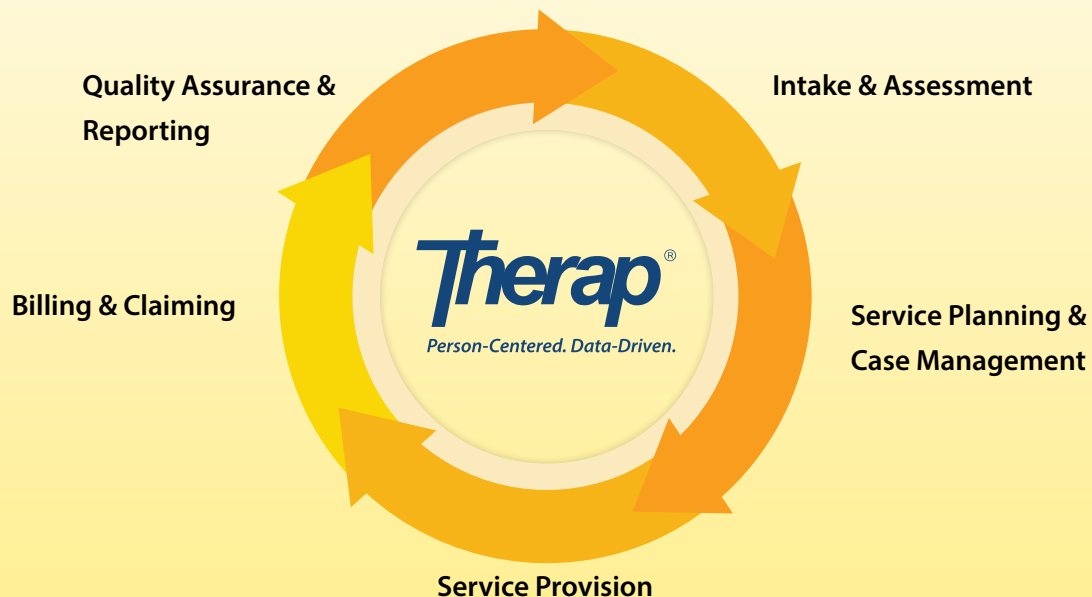 Quality Assurance &
Reporting
Intake & Assessment
Therap®
Person-Centered. Data-Driven.
Billing & Claiming
Service Planning &
Case Management
Service Provision